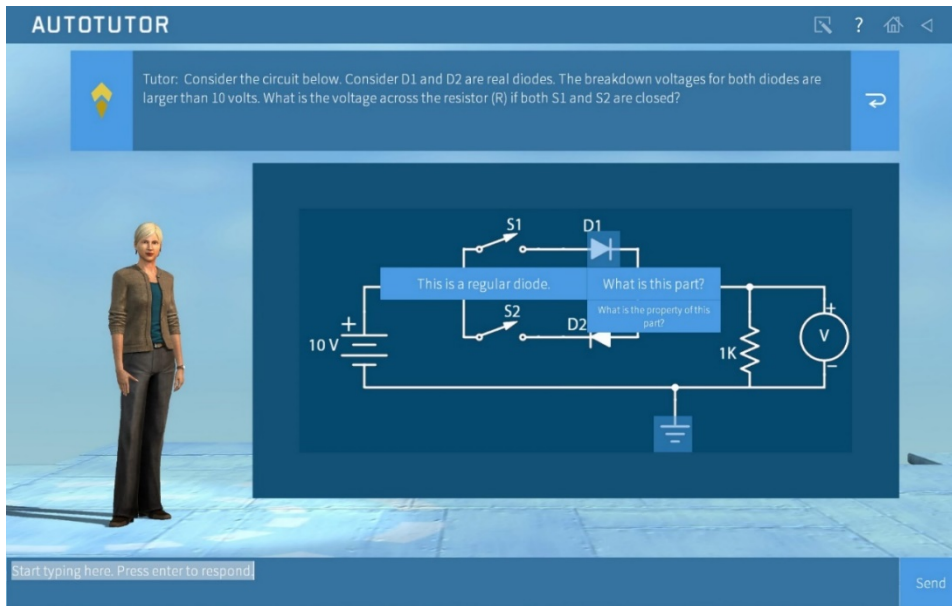 AUTOTUTOR
?
Tutor: Consider the circuit below. Consider D1 and D2 are real diodes. The breakdown voltages for both diodes are
larger than 10 volts. What is the voltage across the resistor (R) if both S1 and S2 are closed?
S1
D1
This is a regular diode.
What is this part?
What is the property of this
part?
S2
D2
10 V
+
1K
+
V
−
Start typing here. Press enter to respond.
Send